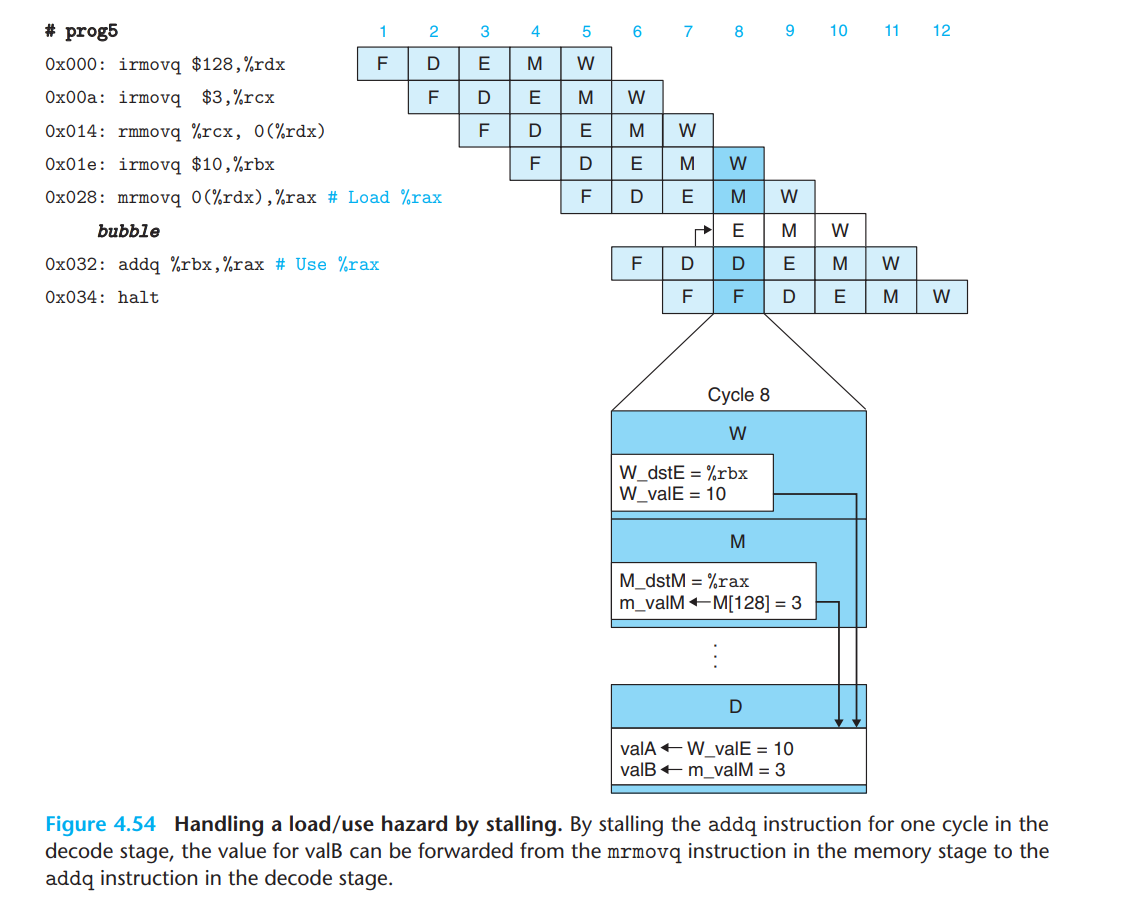 # prog5 1 2 3 4 5 6 7 8 9 10 11 12
0x000: irmovq $128,%rdx F D E M W
0x00a: irmovq $3,%rcx F D E M W
0x014: rmmovq %rcx, 0(%rdx) F D E M W
0x01e: irmovq $10,%rbx F D E M W
0x028: mrmovq 0(%rdx),%rax # Load %rax F D E M W
bubble E M W
0x032: addq %rbx,%rax # Use %rax F D D E M W
0x034: halt F F D E M W
Cycle 8
W
W_dstE = %rbx
W_valE = 10
M
M_dstM = %rax
m_valM ← M[128] = 3
⋮
D
valA ← W_valE = 10
valB ← m_valM = 3
Figure 4.54 Handling a load/use hazard by stalling. By stalling the addq instruction for one cycle in the
decode stage, the value for valB can be forwarded from the mrmovq instruction in the memory stage to the
addq instruction in the decode stage.